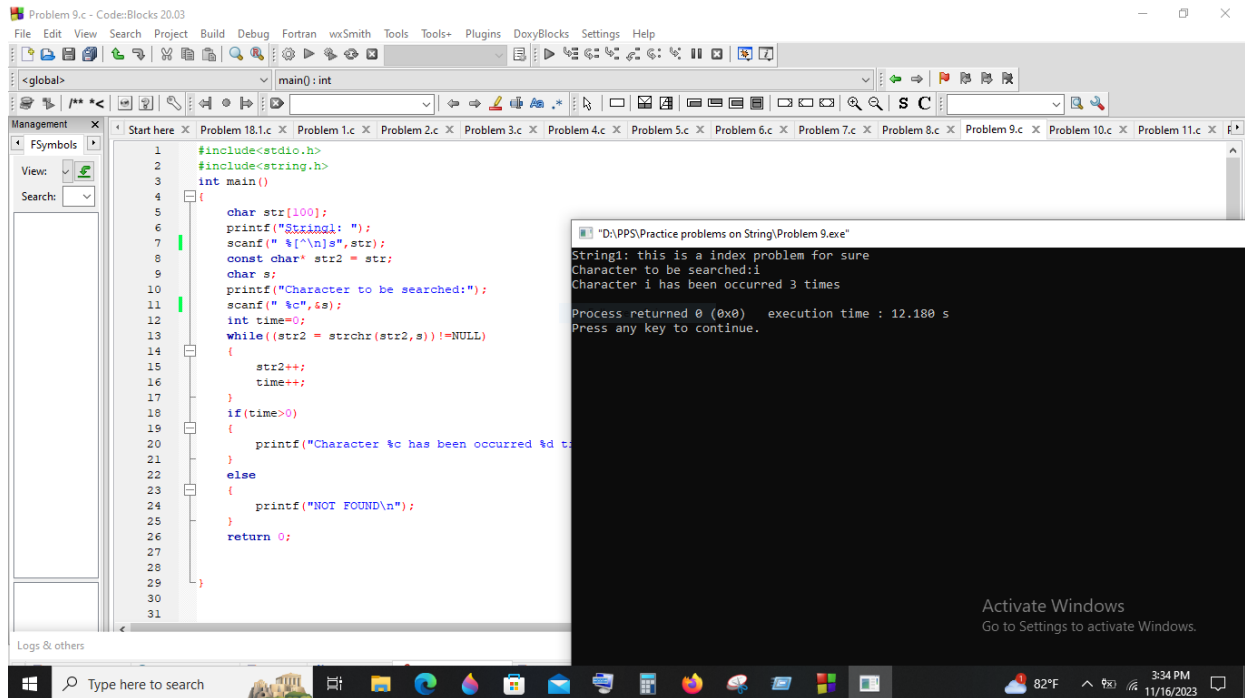 Problem 9.c - Code::Blocks 20.03
File Edit View Search Project Build Debug Fortran wxSmith Tools Tools+ Plugins DoxyBlocks Settings Help
<global> main() : int
/** *< Aa .* S C
Management X
Start here X Problem 18.1.c X Problem 1.c X Problem 2.c X Problem 3.c X Problem 4.c X Problem 5.c X Problem 6.c X Problem 7.c X Problem 8.c X Problem 9.c X Problem 10.c X Problem 11.c X
FSymbols
View:
Search:
1 #include<stdio.h>
2 #include<string.h>
3 int main()
4 {
5 char str[100];
6 printf("String1: ");
7 scanf(" %[^\n]s",str);
8 const char* str2 = str;
9 char s;
10 printf("Character to be searched:");
11 scanf(" %c",&s);
12 int time=0;
13 while((str2 = strchr(str2,s))!=NULL)
14 {
15 str2++;
16 time++;
17 }
18 if(time>0)
19 {
20 printf("Character %c has been occurred %d ti
21 }
22 else
23 {
24 printf("NOT FOUND\n");
25 }
26 return 0;
27
28
29 }
30
31
"D:\PPS\Practice problems on String\Problem 9.exe"
String1: this is a index problem for sure
Character to be searched:i
Character i has been occurred 3 times
Process returned 0 (0x0) execution time : 12.180 s
Press any key to continue.
Activate Windows
Go to Settings to activate Windows.
Logs & others
Type here to search
1
82°F
3:34 PM
11/16/2023